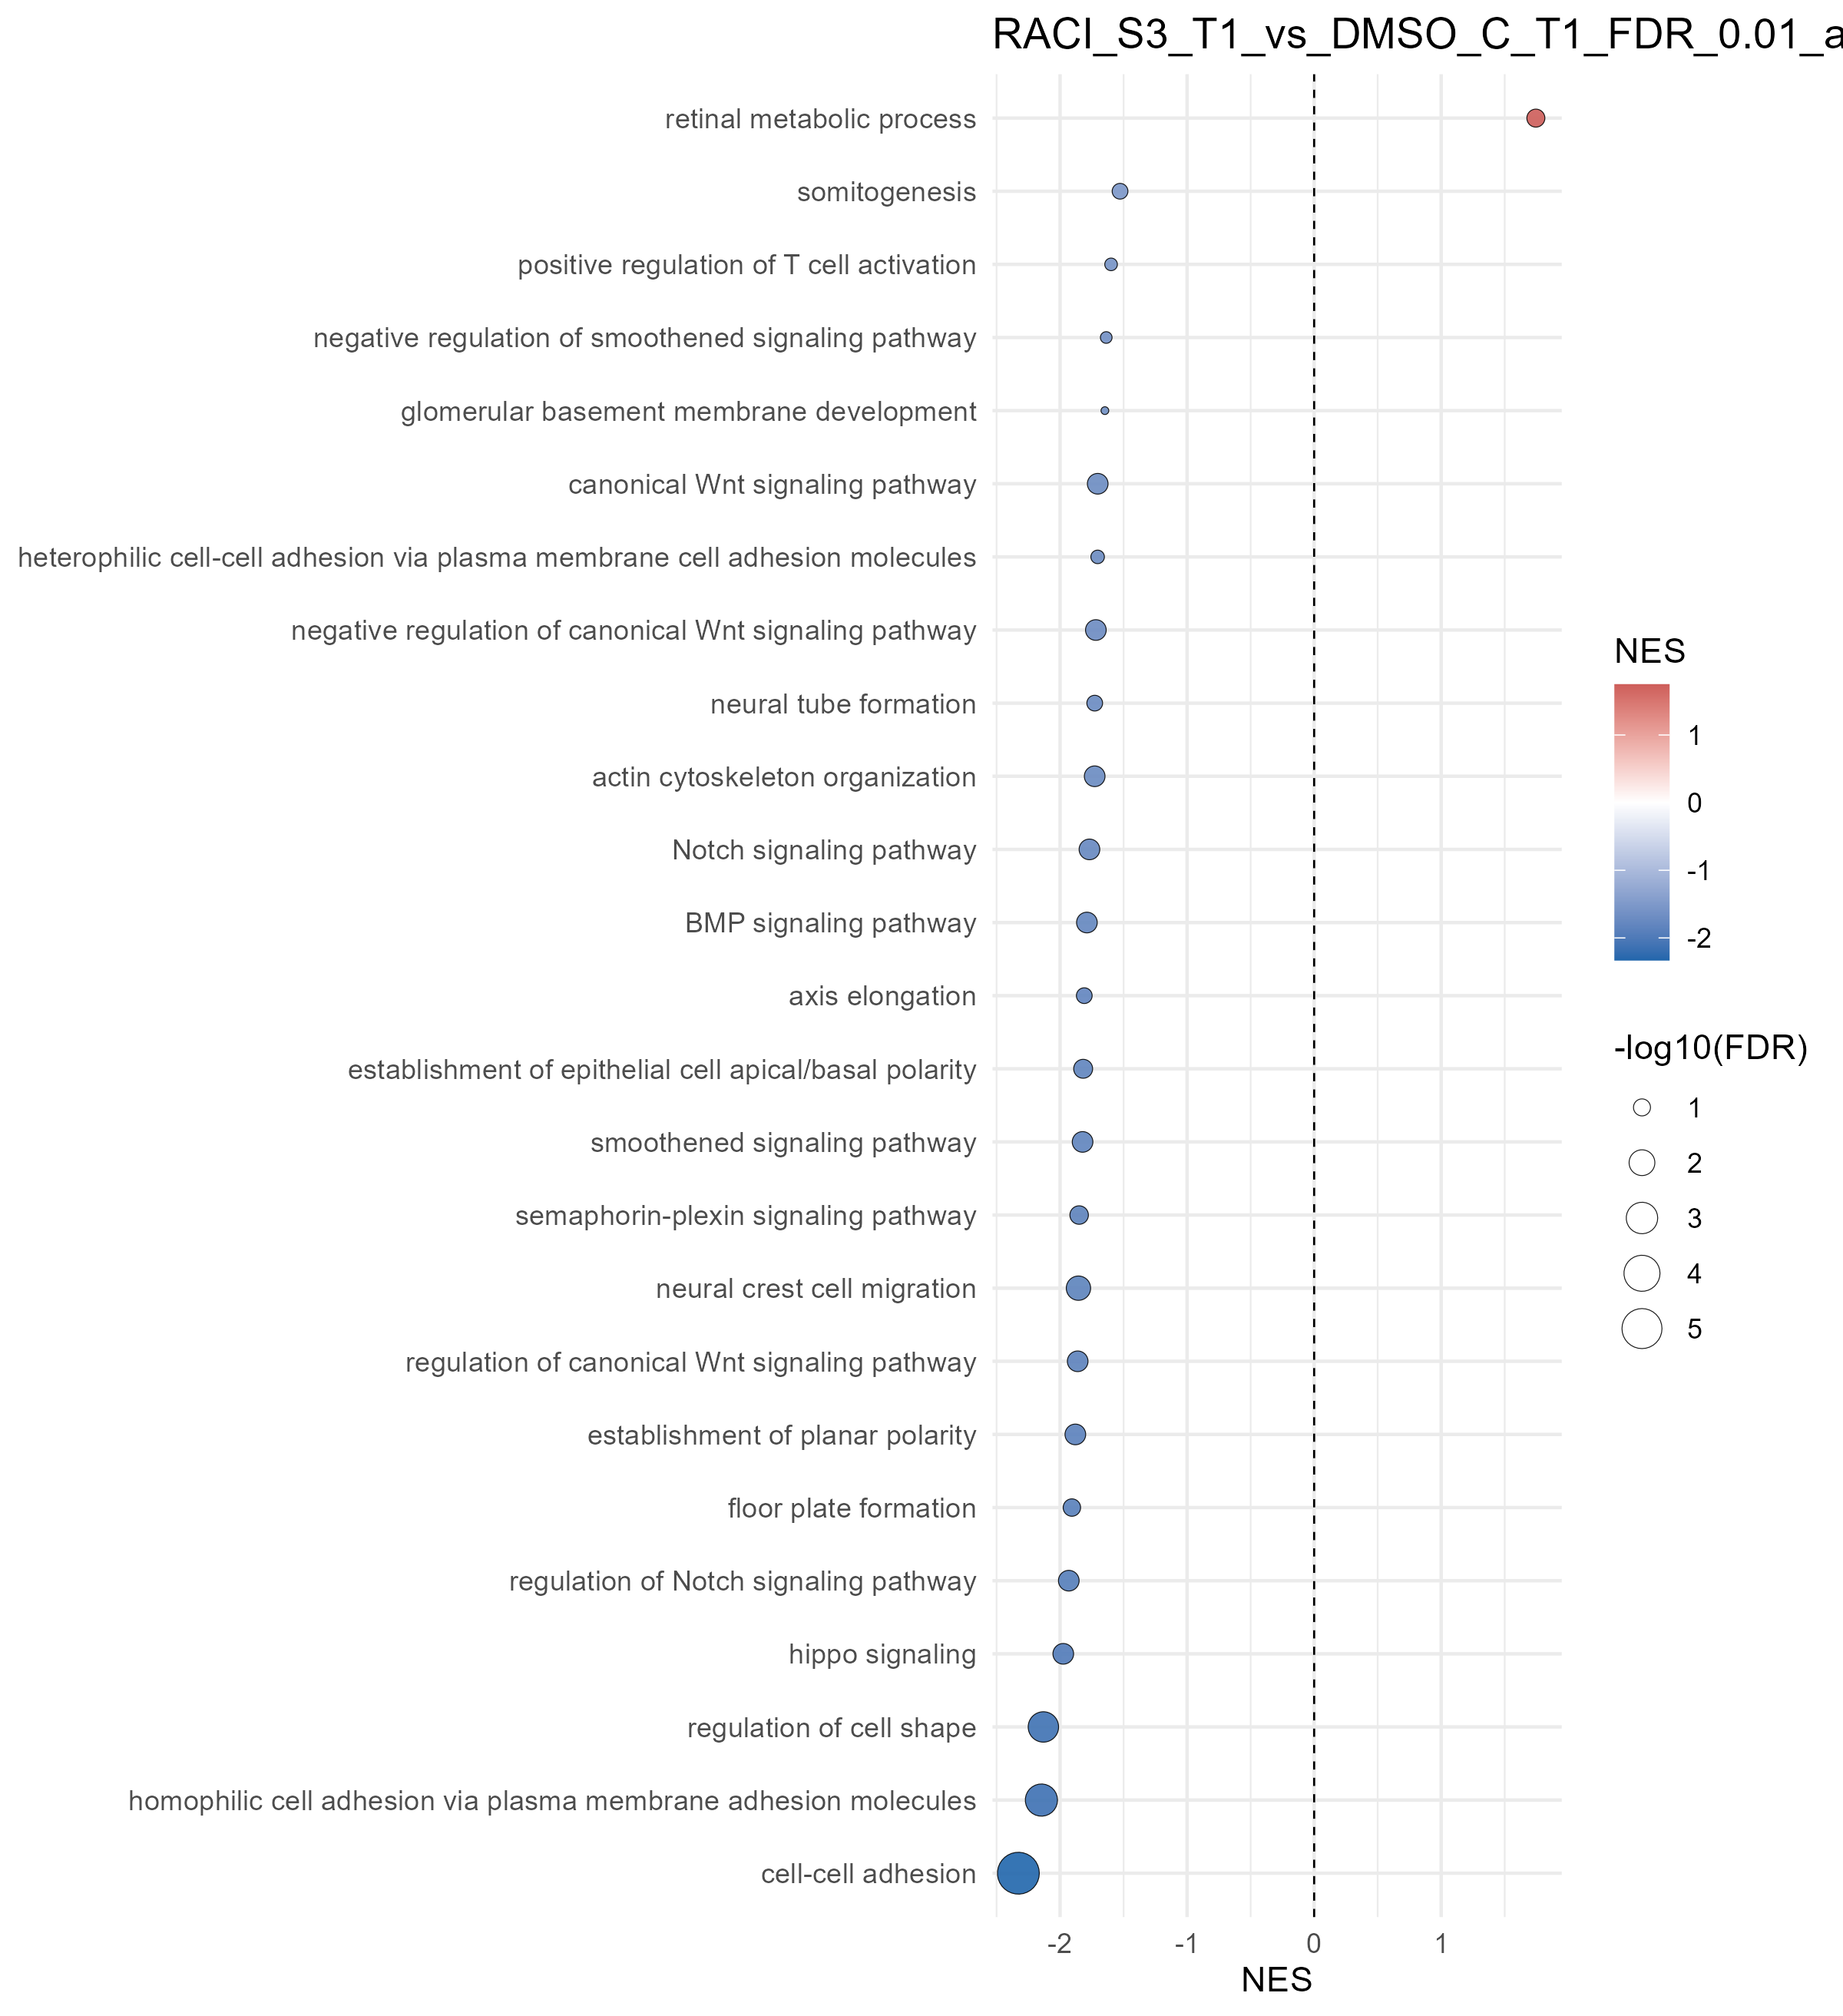 RACI_S3_T1_vs_DMSO_C_T1_FDR_0.01_a
retinal metabolic process
somitogenesis
positive regulation of T cell activation
negative regulation of smoothened signaling pathway
glomerular basement membrane development
canonical Wnt signaling pathway
heterophilic cell-cell adhesion via plasma membrane cell adhesion molecules
negative regulation of canonical Wnt signaling pathway
neural tube formation
actin cytoskeleton organization
Notch signaling pathway
BMP signaling pathway
axis elongation
establishment of epithelial cell apical/basal polarity
smoothened signaling pathway
semaphorin-plexin signaling pathway
neural crest cell migration
regulation of canonical Wnt signaling pathway
establishment of planar polarity
floor plate formation
regulation of Notch signaling pathway
hippo signaling
regulation of cell shape
homophilic cell adhesion via plasma membrane adhesion molecules
cell-cell adhesion
-2 -1 0 1
NES
NES
1
0
-1
-2
-log10(FDR)
1
2
3
4
5